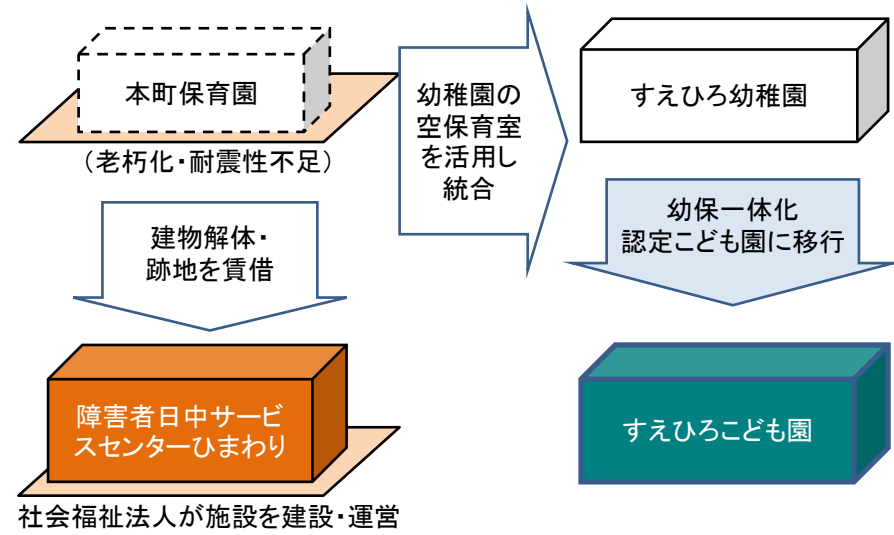 本町保育園
（老朽化・耐震性不足）
幼稚園の
空保育室
を活用し
統合
すえひろ幼稚園
建物解体・
跡地を賃借
幼保一体化
認定こども園に移行
障害者日中サービ
スセンターひまわり
社会福祉法人が施設を建設・運営
すえひろこども園